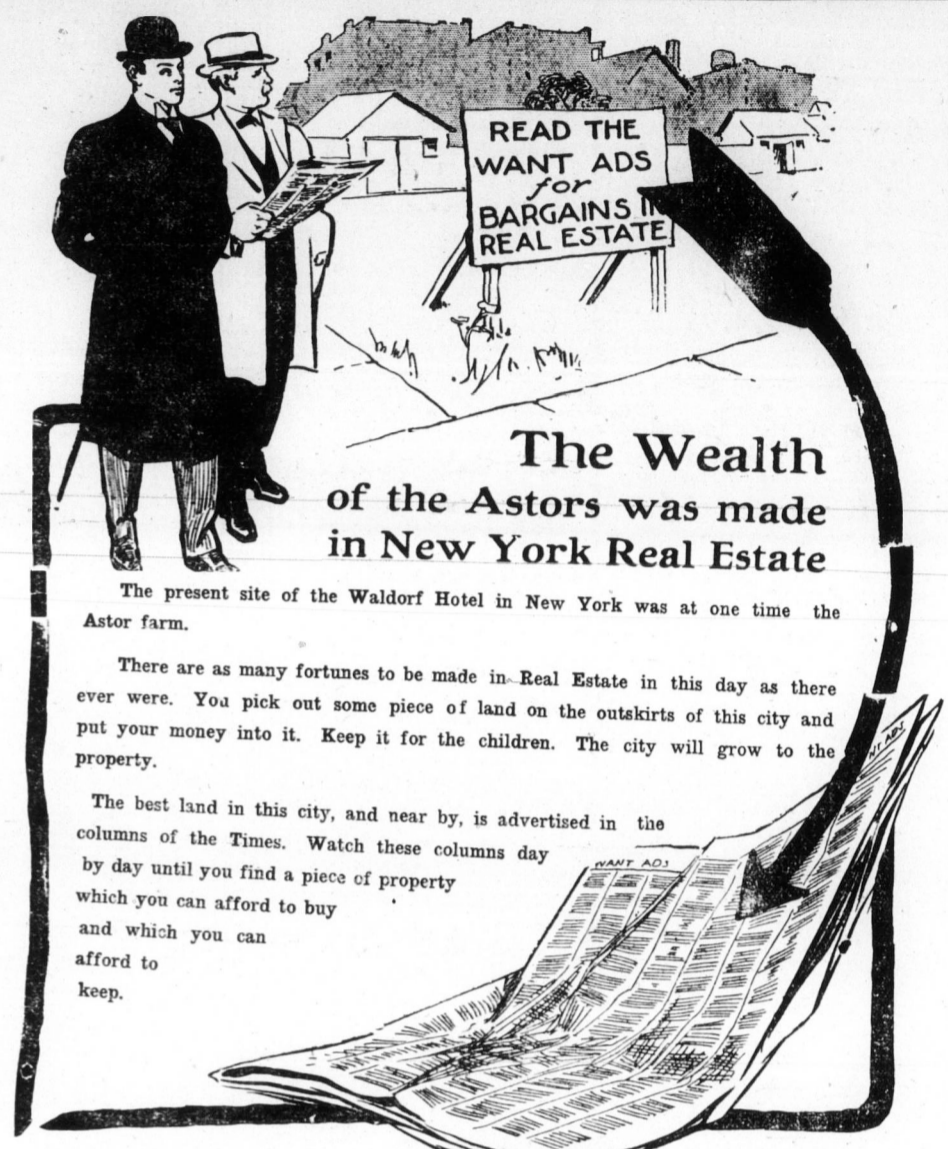 READ THE
WANT ADS
for
BARGAINS IN
REAL ESTATE
The Wealth
of the Astors was made
in New York Real Estate
The present site of the Waldorf Hotel in New York was at one time the
Astor farm.
There are as many fortunes to be made in Real Estate in this day as there
ever were. You pick out some piece of land on the outskirts of this city and
put your money into it. Keep it for the children. The city will grow to the
property.
The best land in this city, and near by, is advertised in the
columns of the Times. Watch these columns day
by day until you find a piece of property
which you can afford to buy
and which you can
afford to
keep.
WANT ADS
NT ADS